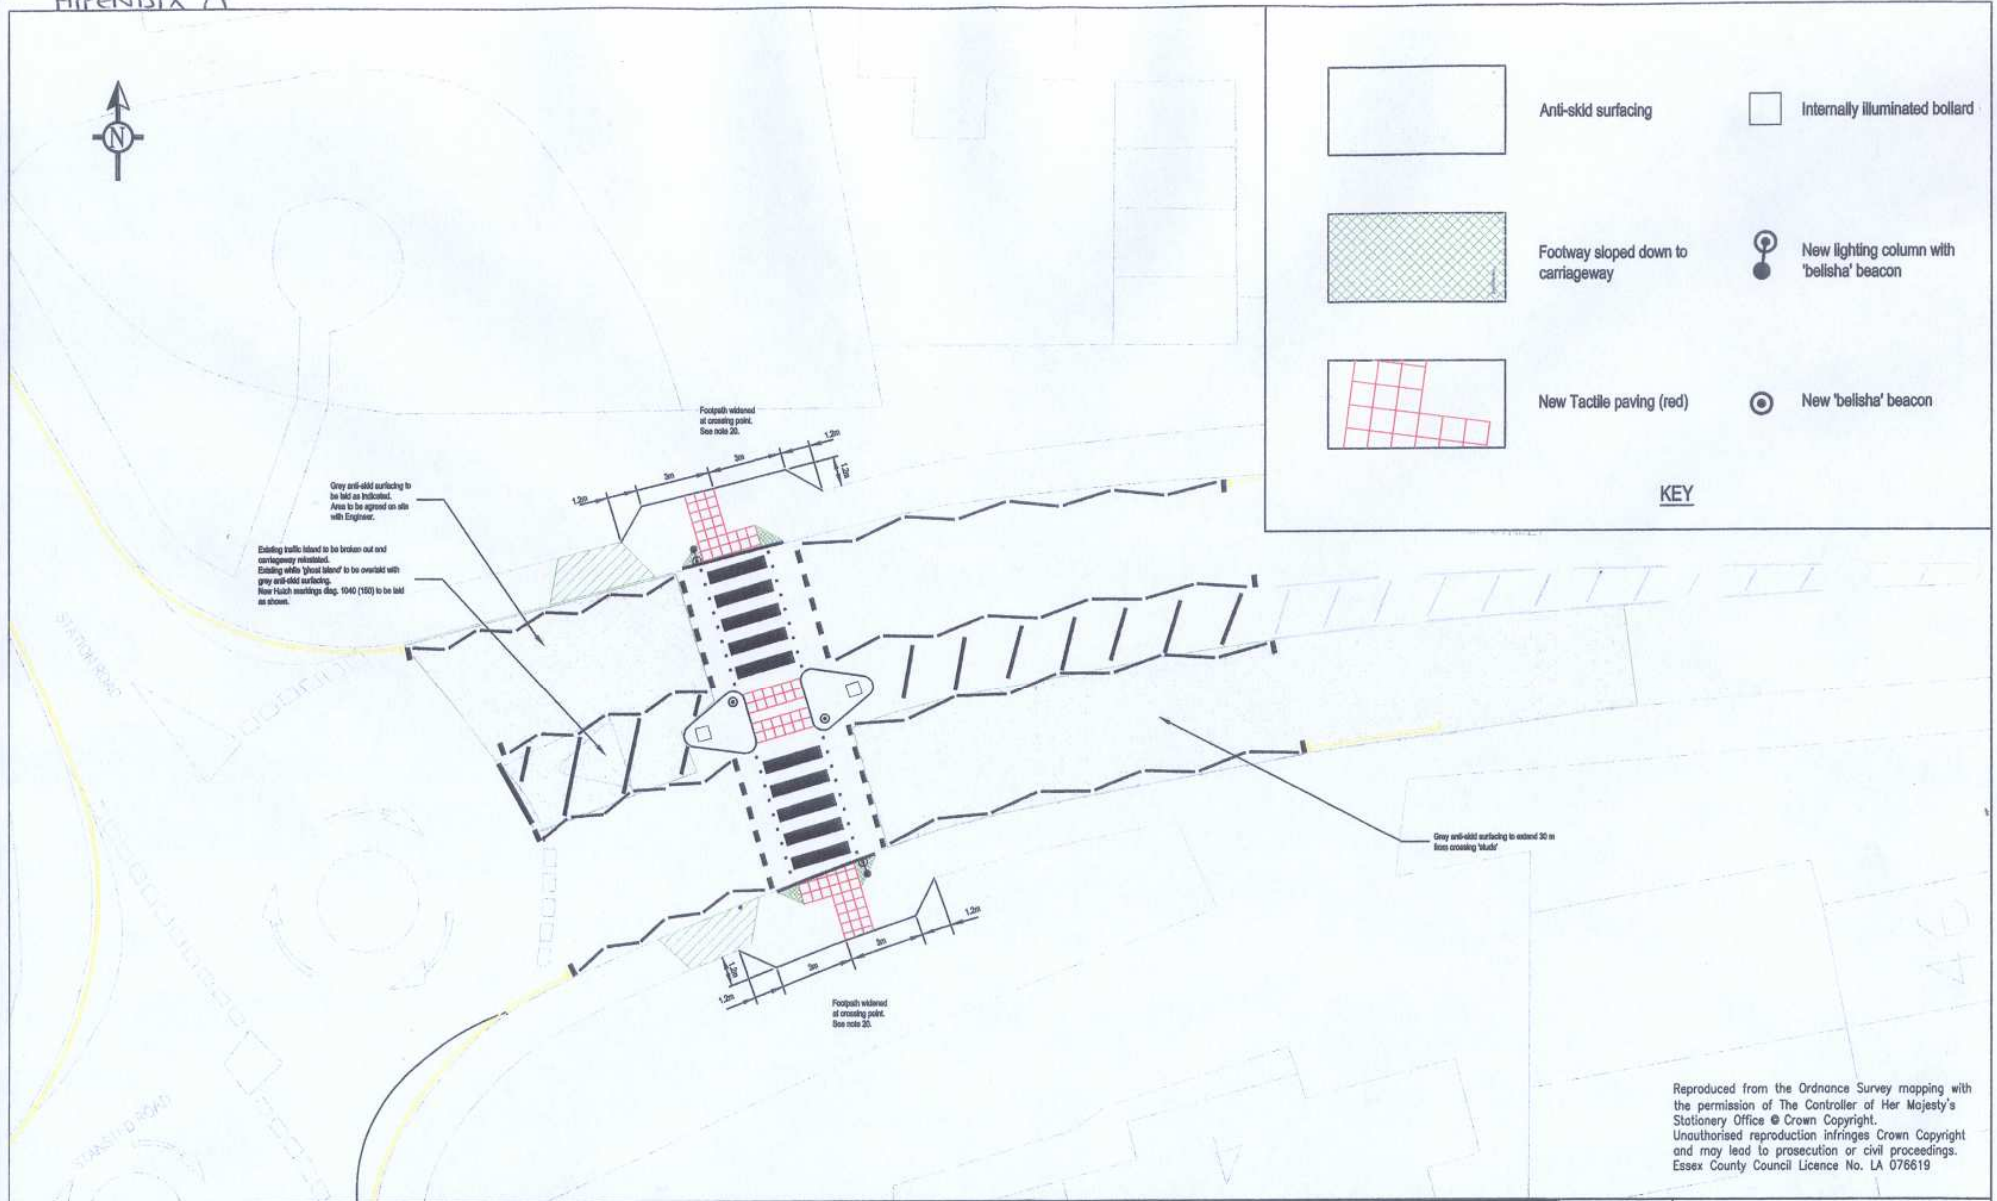 APPENDIX A
N
Anti-skid surfacing
Internally illuminated bollard
Footway sloped down to
carriageway
New lighting column with
'belisha' beacon
New Tactile paving (red)
New 'belisha' beacon
KEY
Footpath widened
at crossing point.
See note 20.
1.2m
3m
3m
1.2m
1.2m
Grey anti-skid surfacing to
be laid as indicated.
Area to be agreed on site
with Engineer.
Existing traffic island to be broken out and
carriageway reinstated.
Existing white 'ghost island' to be overlaid with
grey anti-skid surfacing.
New Hatch markings diag. 1040 (150) to be laid
as shown.
STATION ROAD
Grey anti-skid surfacing to extend 30 m
from crossing 'studs'
1.2m
3m
3m
1.2m
1.2m
Footpath widened
at crossing point.
See note 20.
STANSTED ROAD
46
Reproduced from the Ordnance Survey mapping with
the permission of The Controller of Her Majesty's
Stationery Office © Crown Copyright.
Unauthorised reproduction infringes Crown Copyright
and may lead to prosecution or civil proceedings.
Essex County Council Licence No. LA 076619